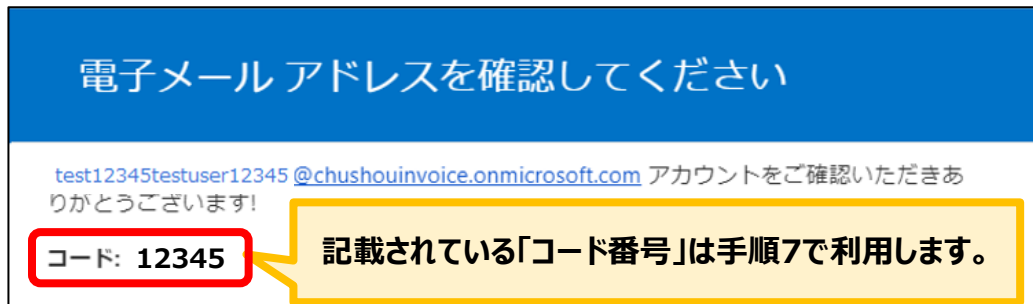 電子メール アドレスを確認してください
test12345testuser12345 @chushouinvoice.onmicrosoft.com アカウントをご確認いただきあ
りがとうございます!
コード: 12345
記載されている「コード番号」は手順7で利用します。